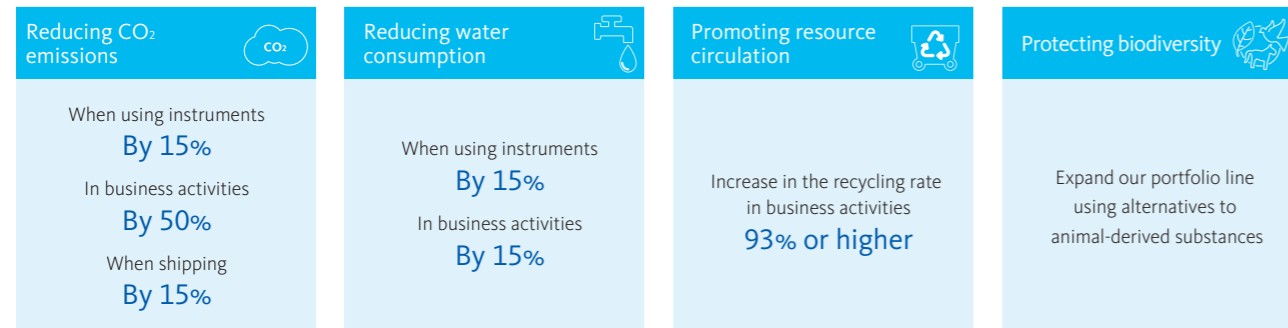 Reducing CO₂
emissions
CO₂
When using instruments
By 15%
In business activities
By 50%
When shipping
By 15%
Reducing water
consumption
When using instruments
By 15%
In business activities
By 15%
Promoting resource
circulation
Increase in the recycling rate
in business activities
93% or higher
Protecting biodiversity
Expand our portfolio line
using alternatives to
animal-derived substances